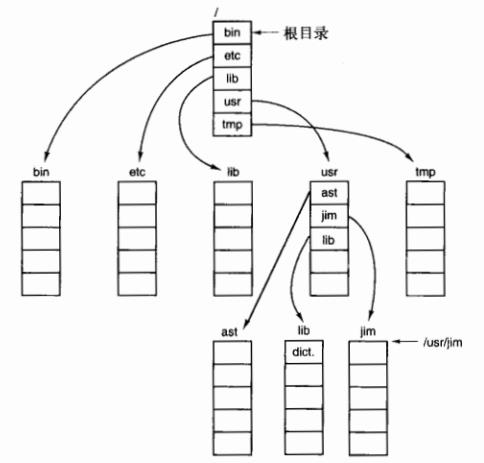 /
bin
根目录
etc
lib
usr
tmp
bin
etc
lib
usr
tmp
ast
jim
lib
ast
lib
jim
/usr/jim
dict.